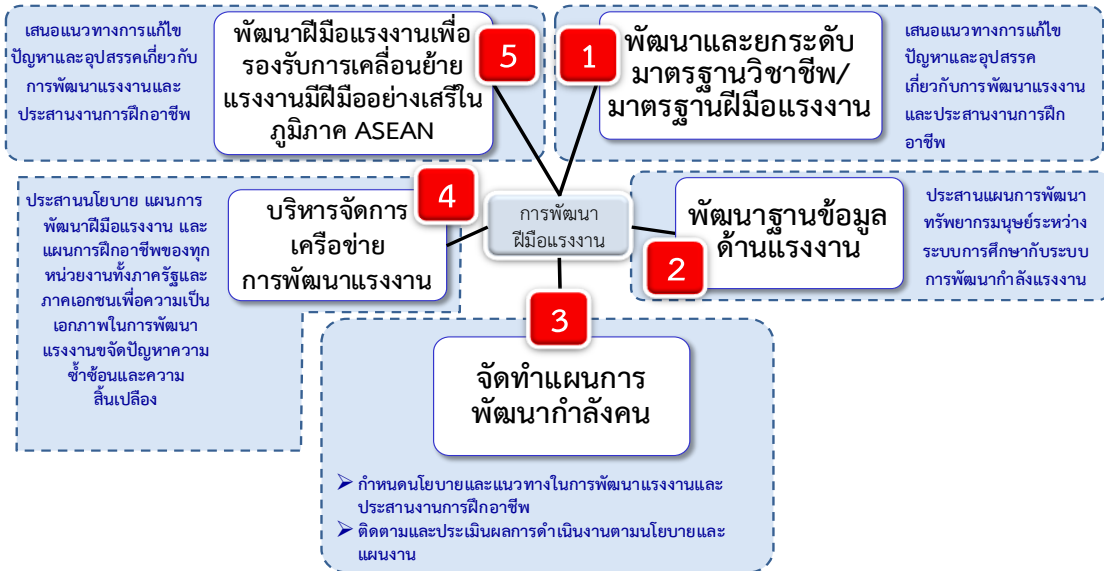 เสนอแนวทางการแก้ไข
ปัญหาและอุปสรรคเกี่ยวกับ
การพัฒนาแรงงานและ
ประสานงานการฝึกอาชีพ
พัฒนาฝีมือแรงงานเพื่อ
รองรับการเคลื่อนย้าย
แรงงานมีฝีมืออย่างเสรีใน
ภูมิภาค ASEAN
5
1
พัฒนาและยกระดับ
มาตรฐานวิชาชีพ/
มาตรฐานฝีมือแรงงาน
เสนอแนวทางการแก้ไข
ปัญหาและอุปสรรค
เกี่ยวกับการพัฒนาแรงงาน
และประสานงานการฝึก
อาชีพ
ประสานนโยบาย แผนการ
พัฒนาฝีมือแรงงาน และ
แผนการฝึกอาชีพของทุก
หน่วยงานทั้งภาครัฐและ
ภาคเอกชนเพื่อความเป็น
เอกภาพในการพัฒนา
แรงงานขจัดปัญหาความ
ซ้ำซ้อนและความ
สิ้นเปลือง
บริหารจัดการ
เครือข่าย
การพัฒนาแรงงาน
4
การพัฒนา
ฝีมือแรงงาน
พัฒนาฐานข้อมูล
ด้านแรงงาน
2
ประสานแผนการพัฒนา
ทรัพยากรมนุษย์ระหว่าง
ระบบการศึกษากับระบบ
การพัฒนากำลังแรงงาน
3
จัดทำแผนการ
พัฒนากำลังคน
➢ กำหนดนโยบายและแนวทางในการพัฒนาแรงงานและ
ประสานงานการฝึกอาชีพ
➢ ติดตามและประเมินผลการดำเนินงานตามนโยบายและ
แผนงาน